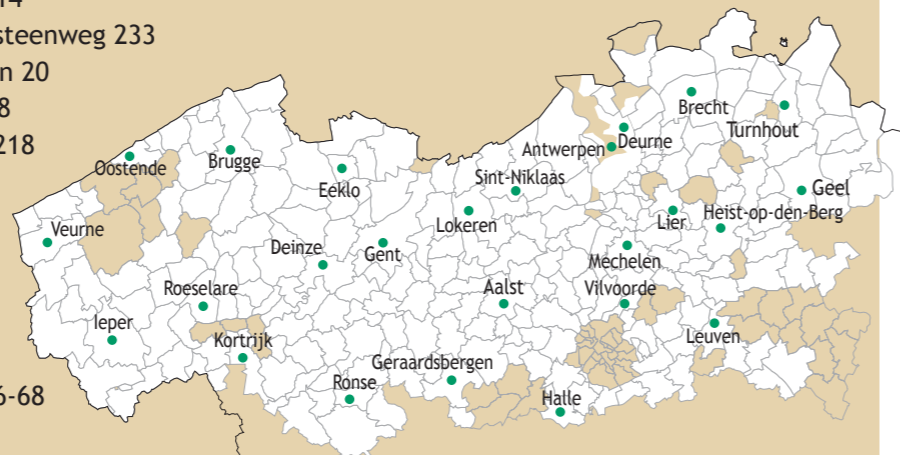 14
steenweg 233
n 20
8
218
6-68
Brecht
Turnhout
Deurne
Antwerpen
Oostende
Brugge
Eeklo
Sint-Niklaas
Geel
Lokeren
Lier
Heist-op-den-Berg
Veurne
Deinze
Gent
Mechelen
Roeselare
Aalst
Vilvoorde
Ieper
Kortrijk
Leuven
Geraardsbergen
Ronse
Halle